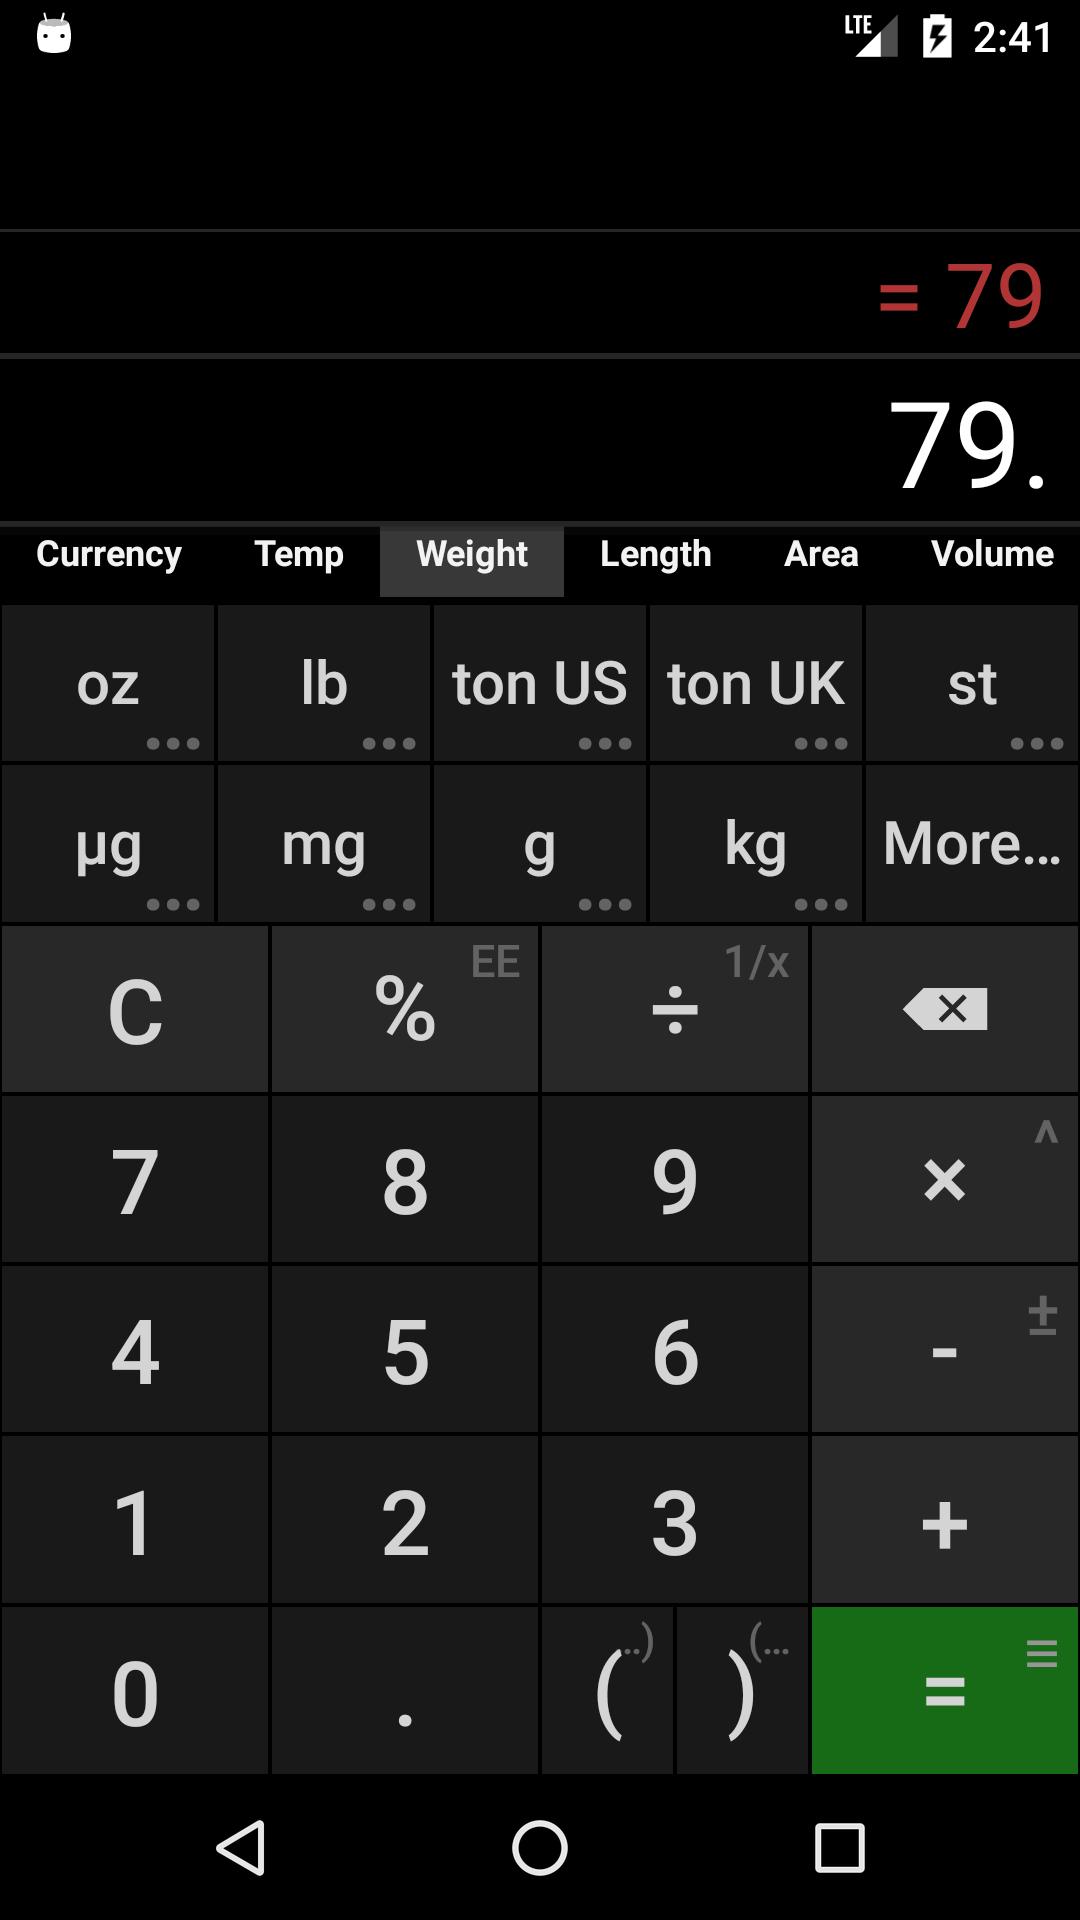 LTE 2:41
= 79
79.
Currency Temp Weight Length Area Volume
oz lb ton US ton UK st
µg mg g kg More...
C % EE ÷ 1/x
7 8 9 × ^
4 5 6 - ±
1 2 3 +
0 . ( ..) ) (... = ≡